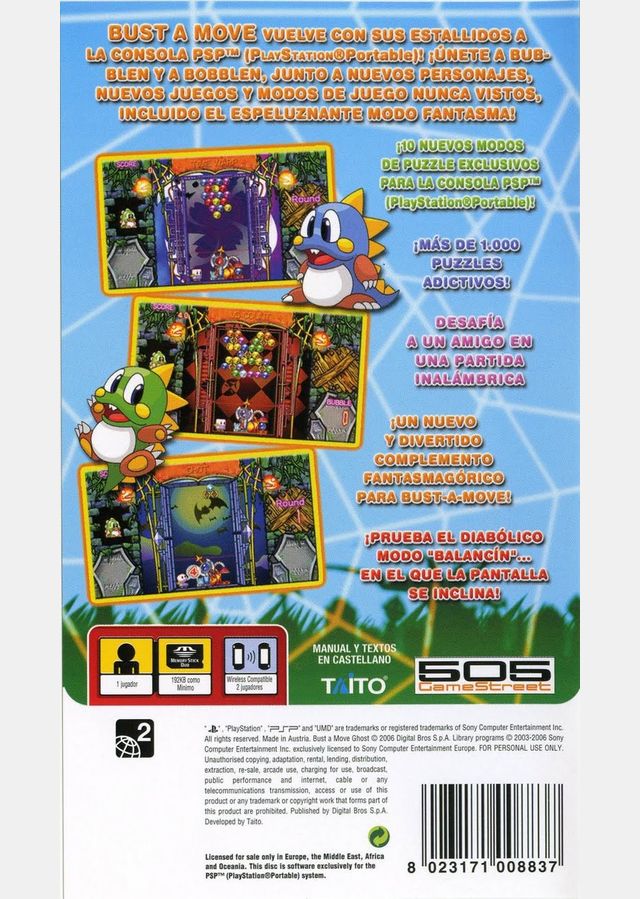 BUST A MOVE VUELVE CON SUS ESTALLIDOS A
LA CONSOLA PSP™ (PlayStation®Portable)! ¡ÚNETE A BUB-
BLEN Y A BOBBLEN, JUNTO A NUEVOS PERSONAJES,
NUEVOS JUEGOS Y MODOS DE JUEGO NUNCA VISTOS,
INCLUIDO EL ESPELUZNANTE MODO FANTASMA!
¡10 NUEVOS MODOS
DE PUZZLE EXCLUSIVOS
PARA LA CONSOLA PSP™
(PlayStation®Portable)!
SCORE
Round
¡MÁS DE 1.000
PUZZLES
ADICTIVOS!
DESAFÍA
A UN AMIGO EN
UNA PARTIDA
INALÁMBRICA
SCORE
BUBBLE
0
¡UN NUEVO
Y DIVERTIDO
COMPLEMENTO
FANTASMAGÓRICO
PARA BUST-A-MOVE!
Round
¡PRUEBA EL DIABÓLICO
MODO "BALANCÍN"...
EN EL QUE LA PANTALLA
SE INCLINA!
1 jugador
MEMORY STICK
DUO
192KB como
Mínimo
Wireless Compatible
2 jugadores
MANUAL Y TEXTOS
EN CASTELLANO
TAITO
505
GameStreet
2
" ", "PlayStation", "PSP" and "UMD" are trademarks or registered trademarks of Sony Computer Entertainment Inc.
All rights reserved. Made in Austria. Bust a Move Ghost © 2006 Digital Bros S.p.A. Library programs © 2003-2006 Sony
Computer Entertainment Inc. exclusively licensed to Sony Computer Entertainment Europe. FOR PERSONAL USE ONLY.
Unauthorised copying, adaptation, rental, lending, distribution,
extraction, re-sale, arcade use, charging for use, broadcast,
public performance and internet, cable or any
telecommunications transmission, access or use of this
product or any trademark or copyright work that forms part of
this product are prohibited. Published by Digital Bros S.p.A.
Developed by Taito.
Licensed for sale only in Europe, the Middle East, Africa
and Oceania. This disc is software exclusively for the
PSP™ (PlayStation®Portable) system.
8 023171 008837